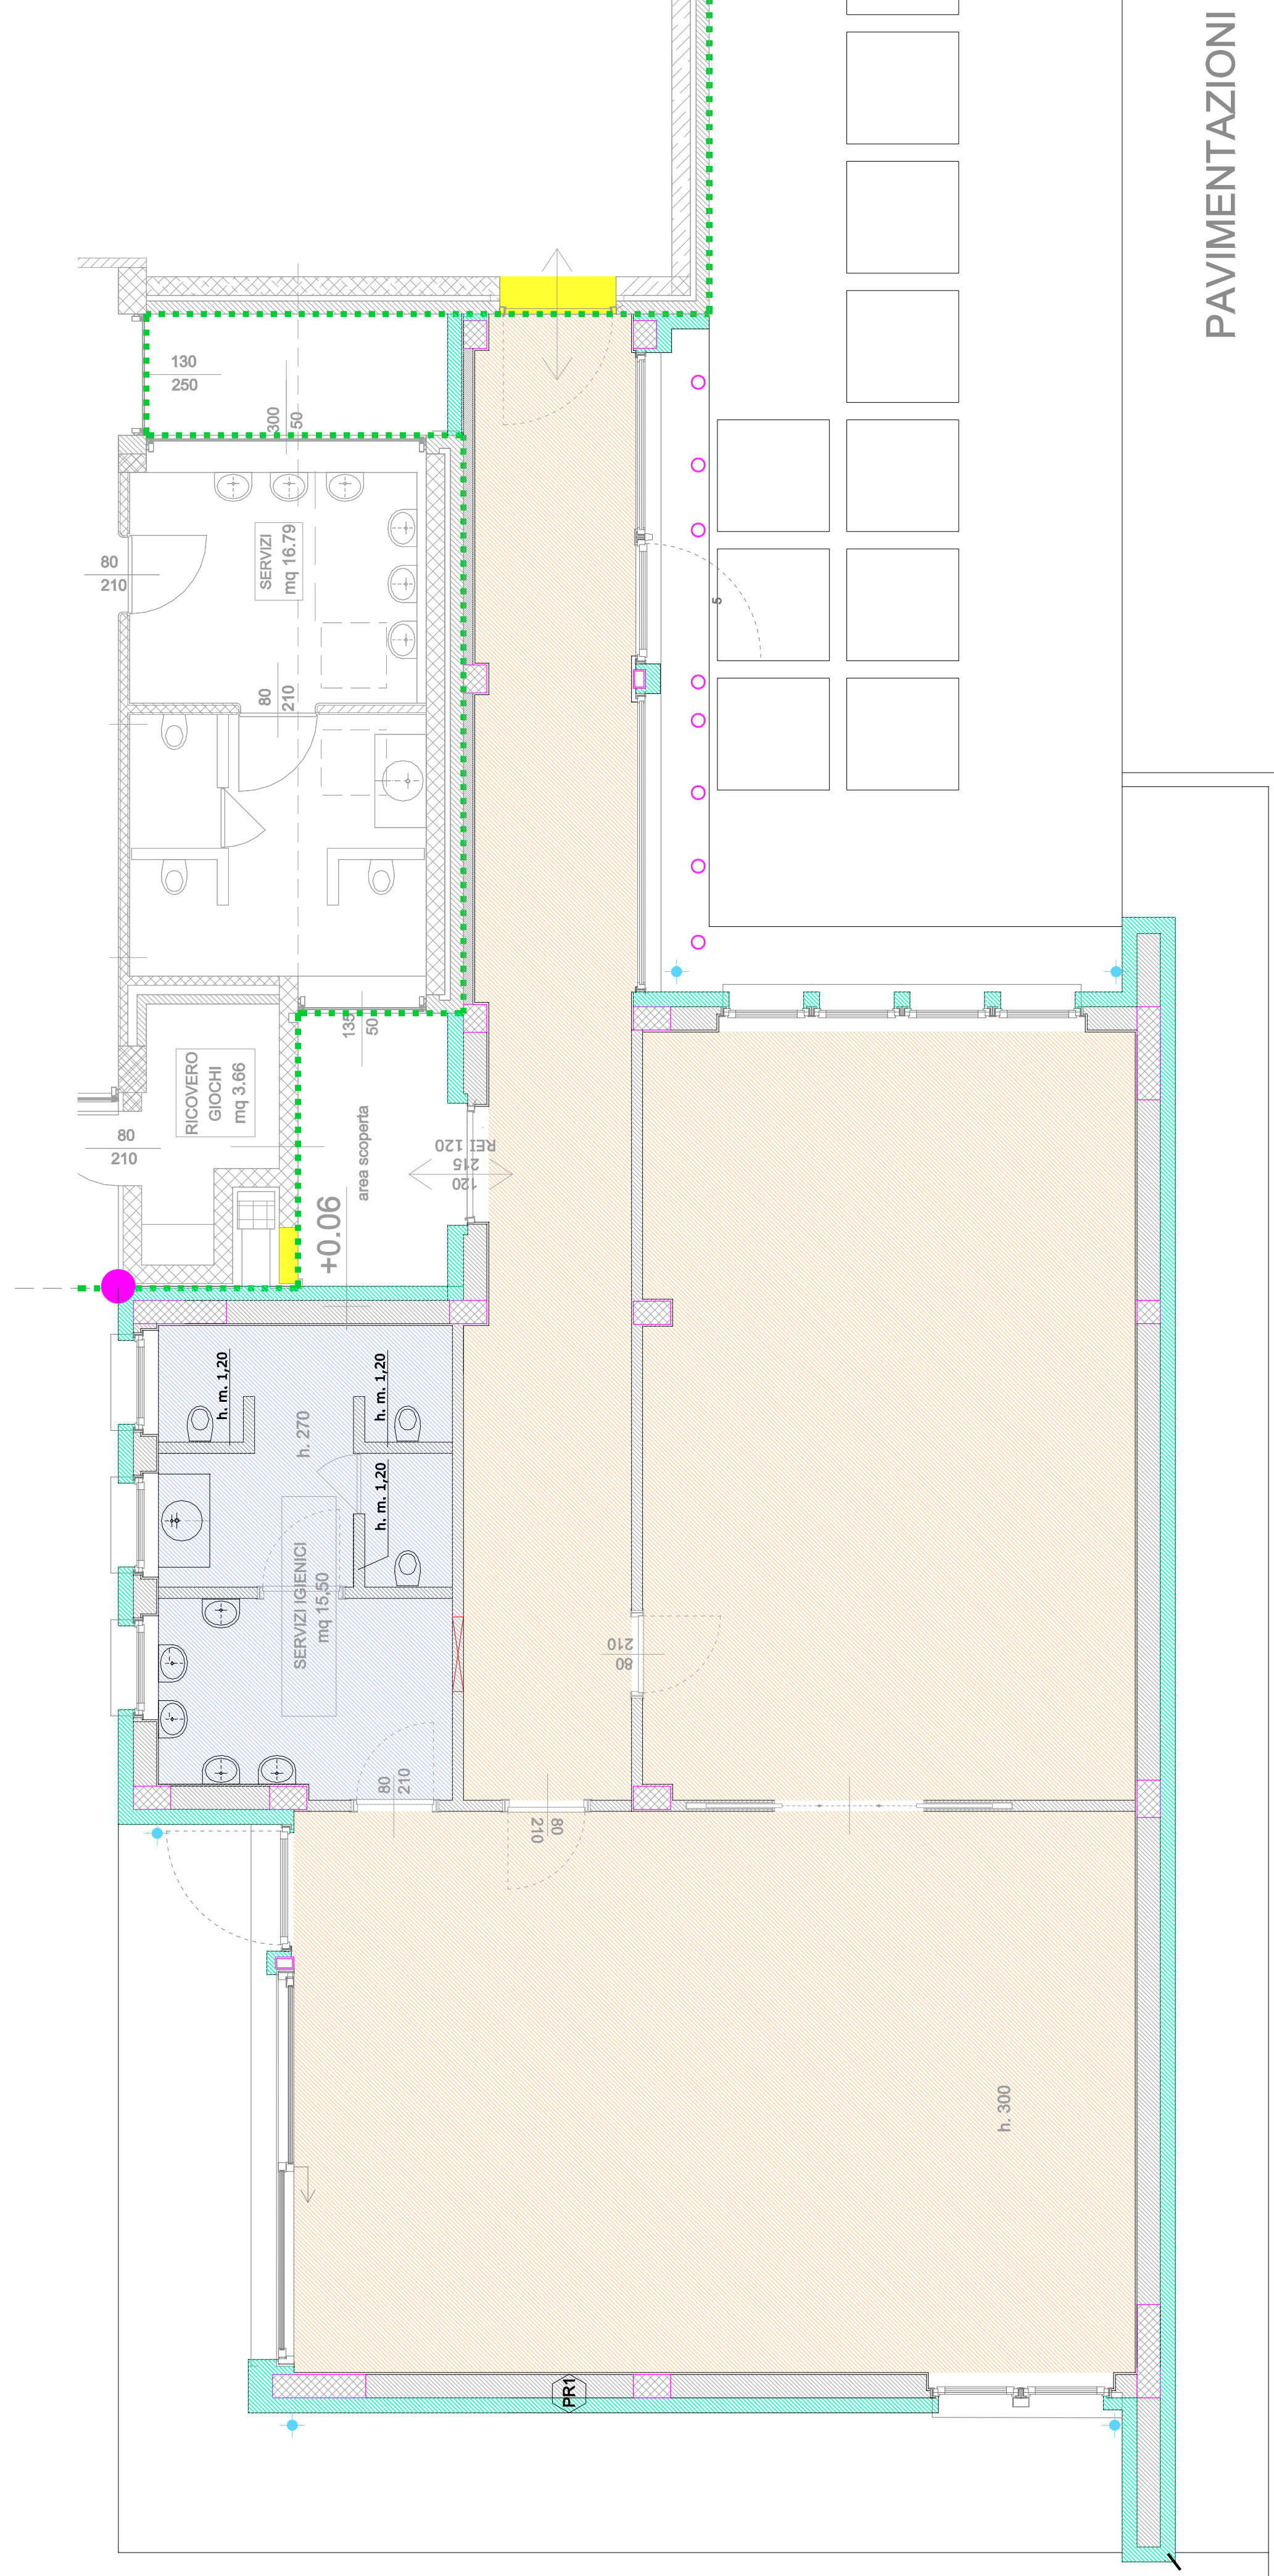 PAVIMENTAZIONI
130
250
300
50
SERVIZI
mq 16.79
80
210
80
210
5
RICOVERO
GIOCHI
mq 3.66
135
50
80
210
area scoperta
+0.06
120
215
REI 120
h. m. 1,20
h. m. 1,20
h. 270
h. m. 1,20
SERVIZI IGIENICI
mq 15,50
80
210
80
210
80
210
h. 300
PR1